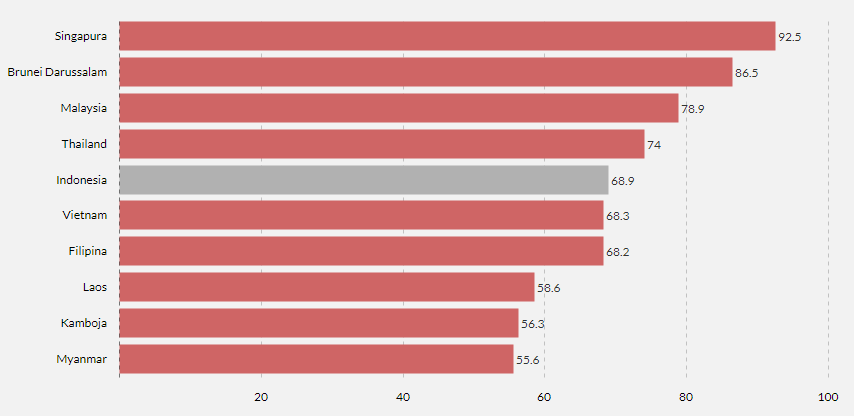 Singapura 92.5
Brunei Darussalam 86.5
Malaysia 78.9
Thailand 74
Indonesia 68.9
Vietnam 68.3
Filipina 68.2
Laos 58.6
Kamboja 56.3
Myanmar 55.6
20 40 60 80 100